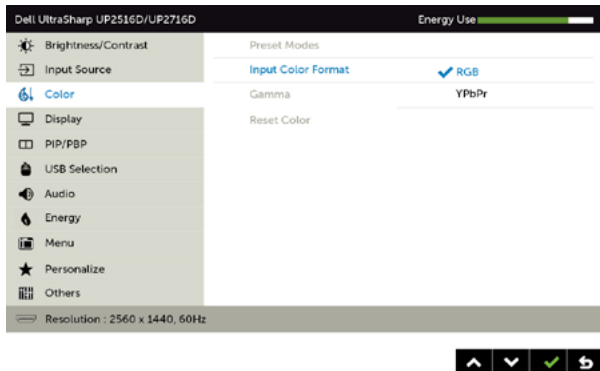 Dell UltraSharp UP2516D/UP2716D Energy Use
Brightness/Contrast Preset Modes
Input Source Input Color Format RGB
Color Gamma YPbPr
Display Reset Color
PIP/PBP
USB Selection
Audio
Energy
Menu
Personalize
Others
Resolution : 2560 x 1440, 60Hz